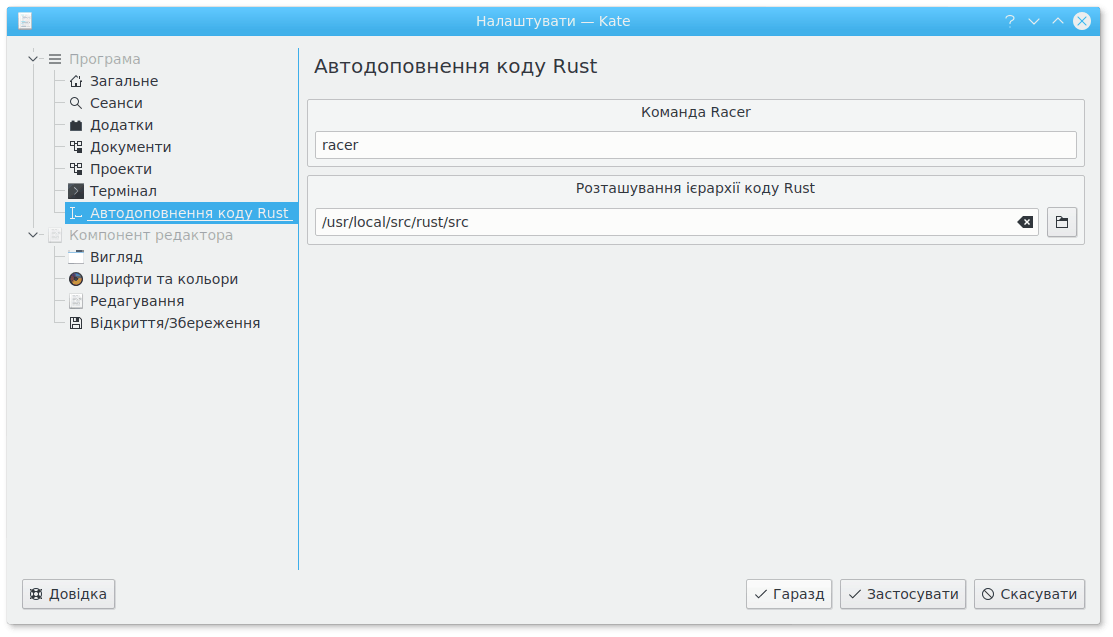 Налаштувати — Kate
Програма
Загальне
Сеанси
Додатки
Документи
Проекти
Термінал
Автодоповнення коду Rust
Компонент редактора
Вигляд
Шрифти та кольори
Редагування
Відкриття/Збереження
Автодоповнення коду Rust
Команда Racer
racer
Розташування ієрархії коду Rust
/usr/local/src/rust/src
Довідка
Гаразд
Застосувати
Скасувати